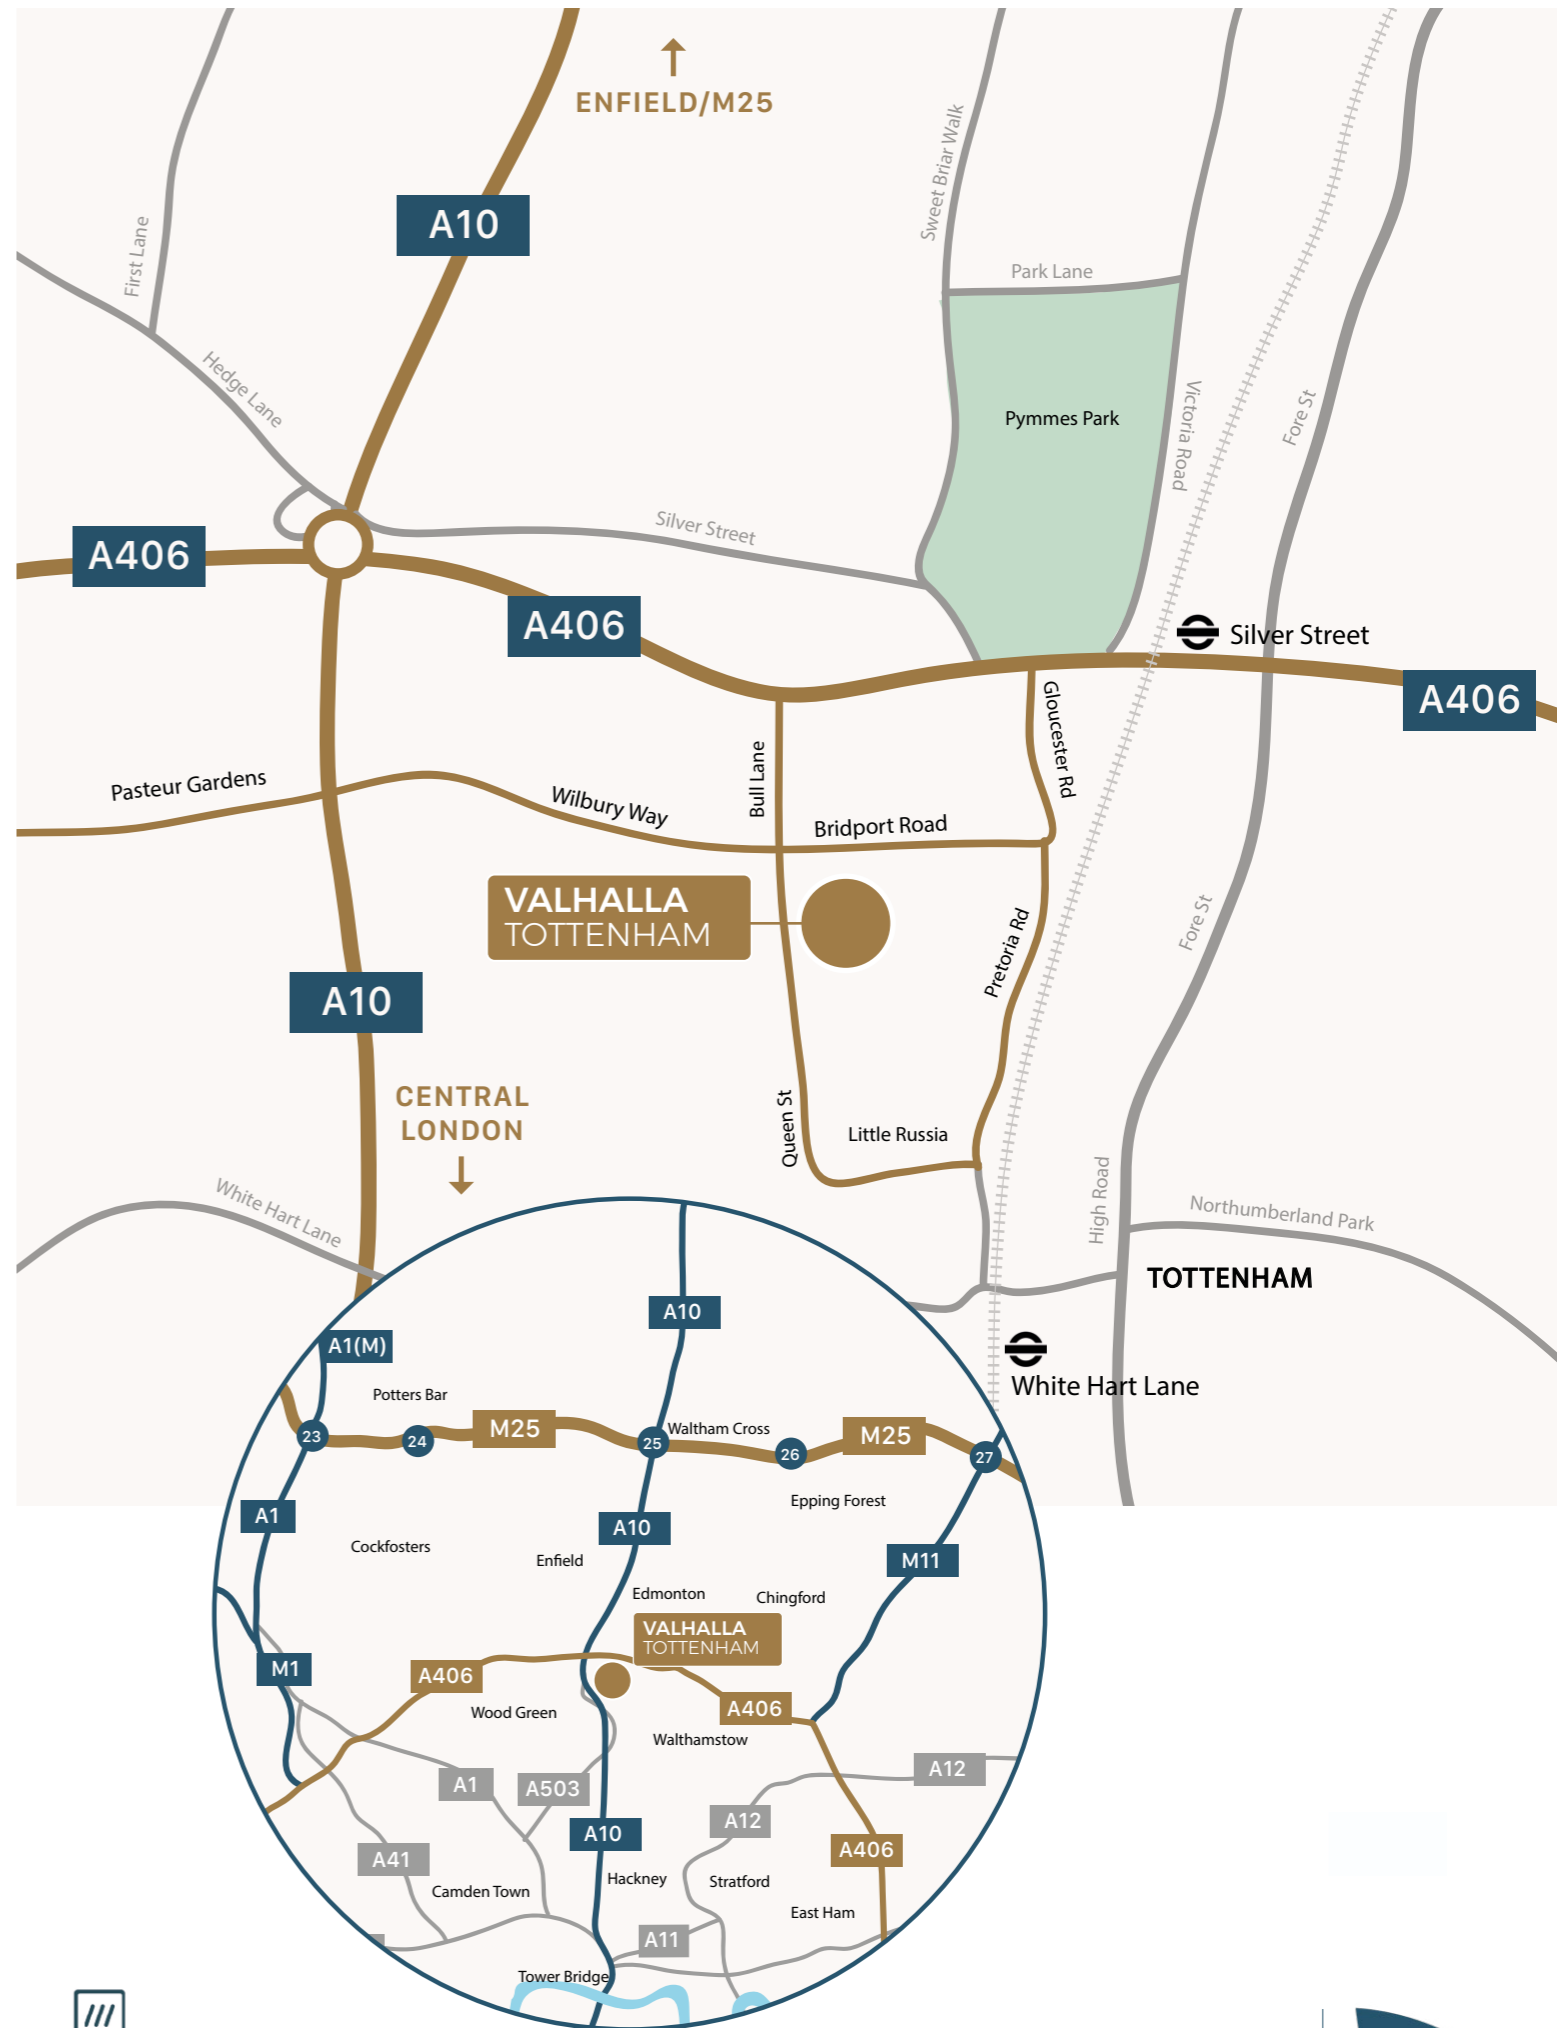 ENFIELD/M25
Sweet Briar Walk
A10
First Lane
Park Lane
Hedge Lane
Pymmes Park
Victoria Road
Fore St
Silver Street
A406
A406
Silver Street
A406
Gloucester Rd
Pasteur Gardens
Bull Lane
Wilbury Way
Bridport Road
VALHALLA
TOTTENHAM
Pretoria Rd
Fore St
A10
CENTRAL
LONDON
Queen St
Little Russia
White Hart Lane
High Road
Northumberland Park
TOTTENHAM
White Hart Lane
A10
A1(M)
Potters Bar
M25
Waltham Cross
M25
23
24
25
26
27
Epping Forest
A1
A10
Cockfosters
Enfield
M11
Edmonton
Chingford
VALHALLA
TOTTENHAM
M1
A406
Wood Green
A406
Walthamstow
A12
A1
A503
A12
A10
A406
A41
Hackney
Stratford
Camden Town
East Ham
A11
Tower Bridge